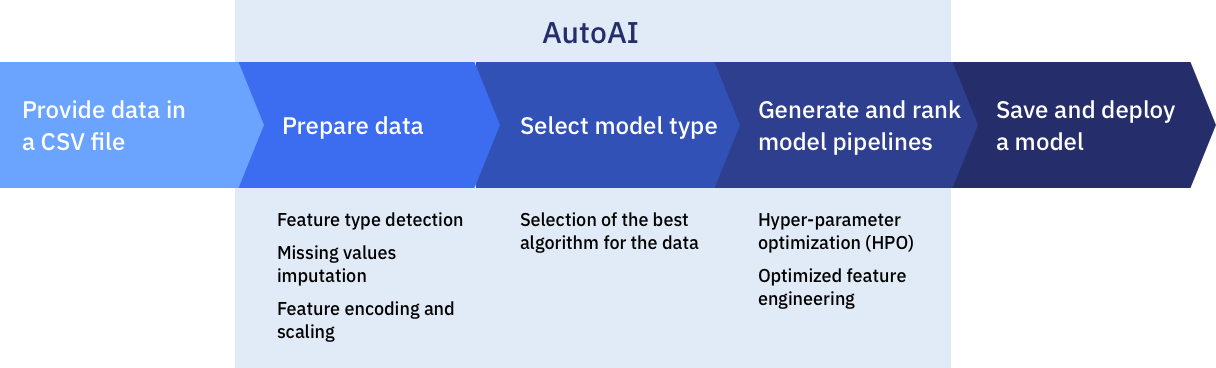 AutoAI
Provide data in
a CSV file
Prepare data
Select model type
Generate and rank
model pipelines
Save and deploy
a model
Feature type detection
Missing values
imputation
Feature encoding and
scaling
Selection of the best
algorithm for the data
Hyper-parameter
optimization (HPO)
Optimized feature
engineering